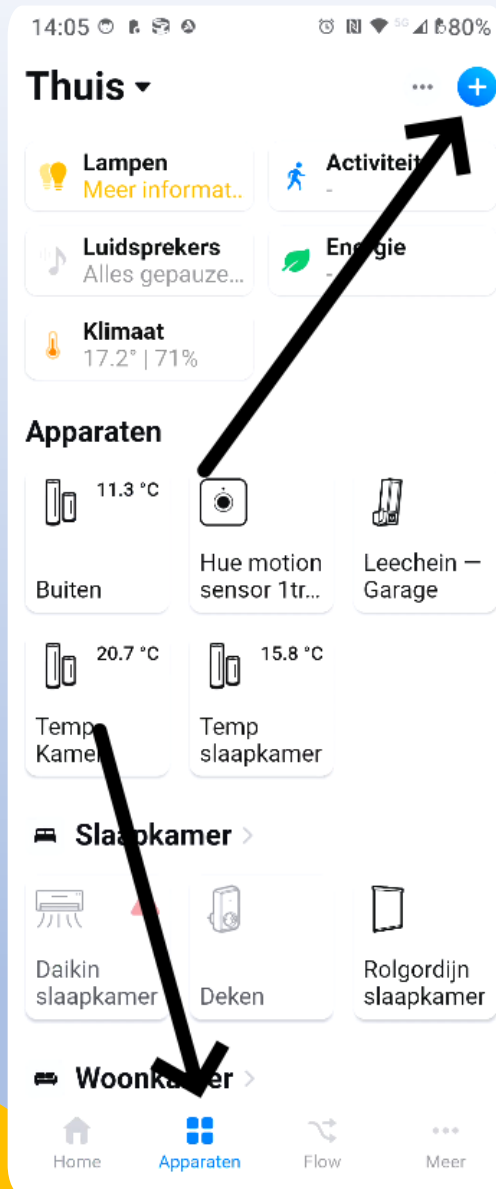 14:05
5G
80%
Thuis
Lampen
Meer informat..
Activiteit
-
Luidsprekers
Alles gepauze...
Energie
-
Klimaat
17.2° | 71%
Apparaten
11.3 °C
Buiten
Hue motion
sensor 1tr...
Leechein —
Garage
20.7 °C
Temp
Kamer
15.8 °C
Temp
slaapkamer
Slaapkamer
Daikin
slaapkamer
Deken
Rolgordijn
slaapkamer
Woonkamer
Home
Apparaten
Flow
Meer